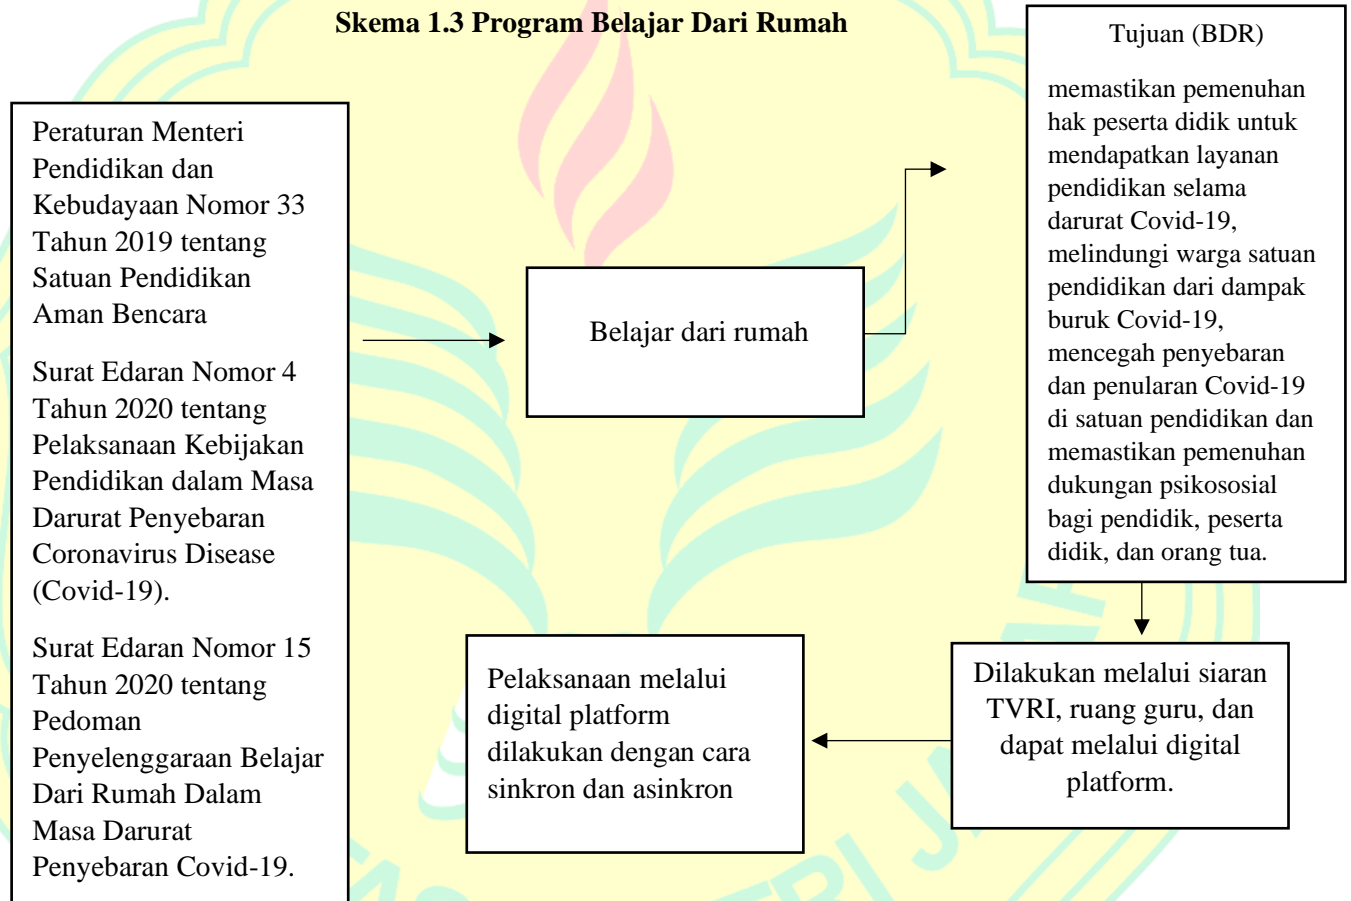 Skema 1.3 Program Belajar Dari Rumah
Peraturan Menteri
Pendidikan dan
Kebudayaan Nomor 33
Tahun 2019 tentang
Satuan Pendidikan
Aman Bencara
Surat Edaran Nomor 4
Tahun 2020 tentang
Pelaksanaan Kebijakan
Pendidikan dalam Masa
Darurat Penyebaran
Coronavirus Disease
(Covid-19).
Surat Edaran Nomor 15
Tahun 2020 tentang
Pedoman
Penyelenggaraan Belajar
Dari Rumah Dalam
Masa Darurat
Penyebaran Covid-19.
Belajar dari rumah
Tujuan (BDR)
memastikan pemenuhan
hak peserta didik untuk
mendapatkan layanan
pendidikan selama
darurat Covid-19,
melindungi warga satuan
pendidikan dari dampak
buruk Covid-19,
mencegah penyebaran
dan penularan Covid-19
di satuan pendidikan dan
memastikan pemenuhan
dukungan psikososial
bagi pendidik, peserta
didik, dan orang tua.
Dilakukan melalui siaran
TVRI, ruang guru, dan
dapat melalui digital
platform.
Pelaksanaan melalui
digital platform
dilakukan dengan cara
sinkron dan asinkron